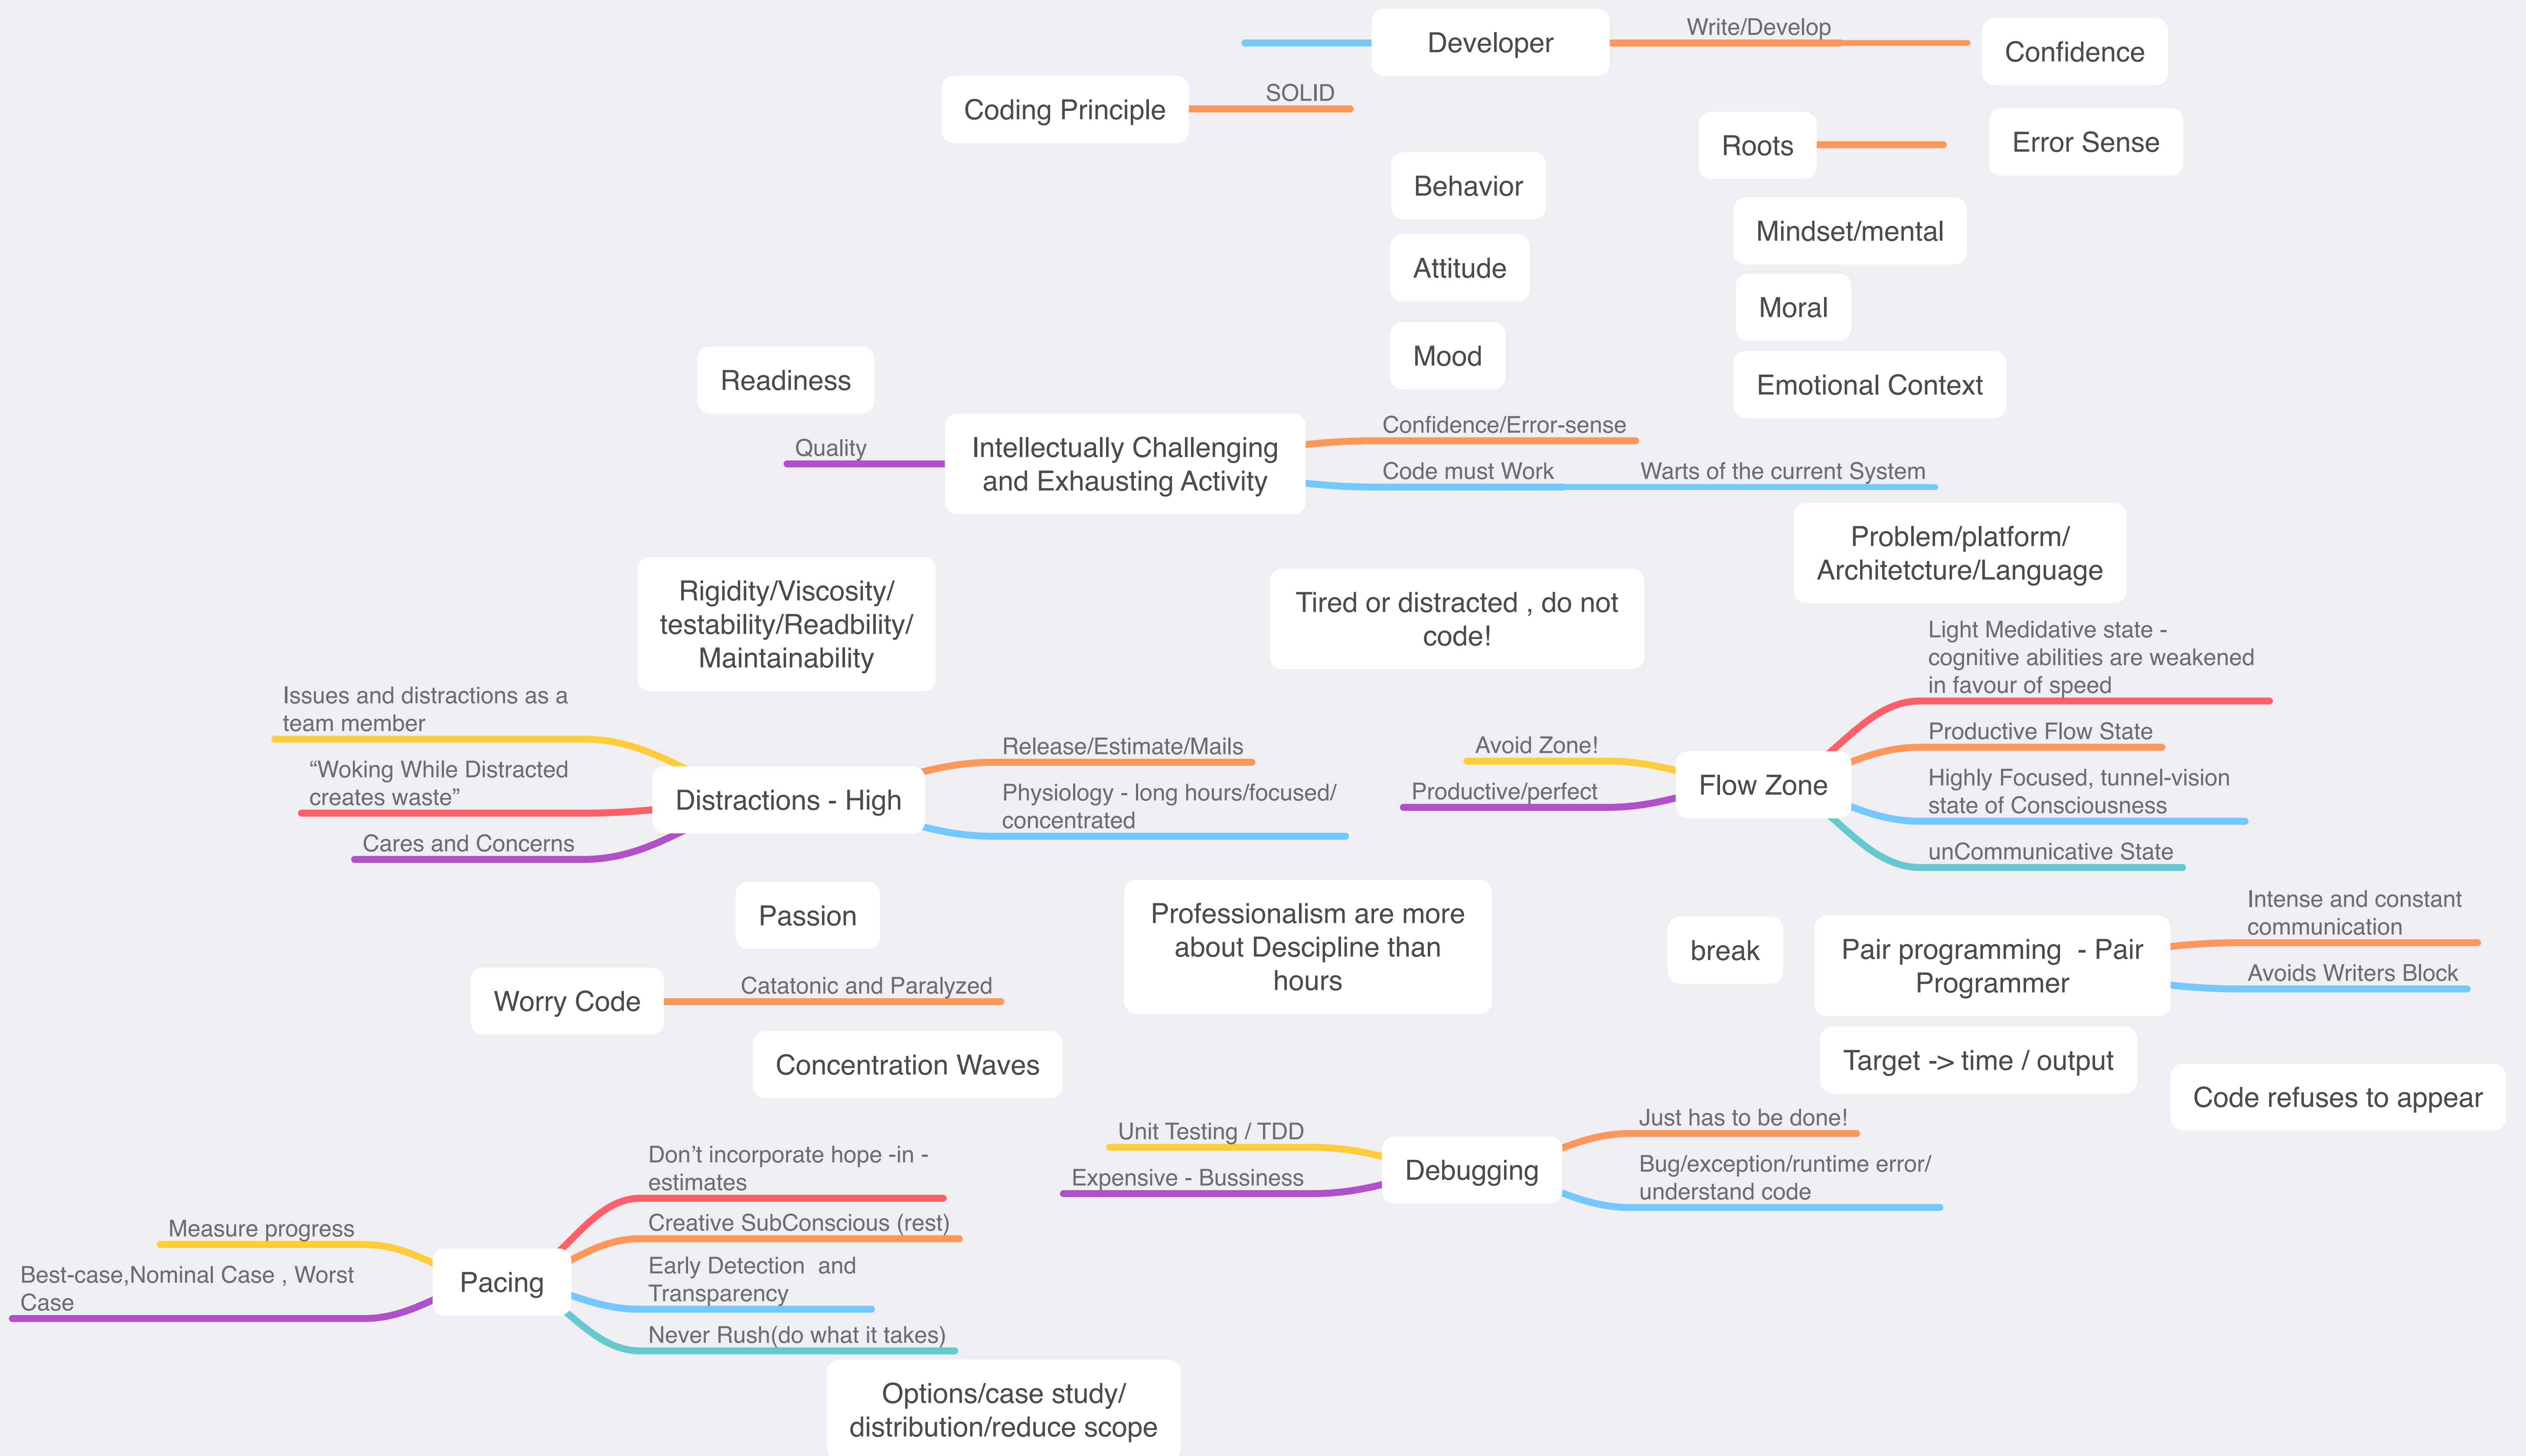 Developer
Write/Develop
Confidence
Coding Principle
SOLID
Roots
Error Sense
Behavior
Mindset/mental
Attitude
Moral
Mood
Emotional Context
Readiness
Quality
Intellectually Challenging
and Exhausting Activity
Confidence/Error-sense
Code must Work
Warts of the current System
Problem/platform/
Architetcture/Language
Rigidity/Viscosity/
testability/Readbility/
Maintainability
Tired or distracted , do not
code!
Issues and distractions as a
team member
“Woking While Distracted
creates waste”
Cares and Concerns
Distractions - High
Release/Estimate/Mails
Physiology - long hours/focused/
concentrated
Avoid Zone!
Productive/perfect
Flow Zone
Light Medidative state -
cognitive abilities are weakened
in favour of speed
Productive Flow State
Highly Focused, tunnel-vision
state of Consciousness
unCommunicative State
Passion
Professionalism are more
about Descipline than
hours
break
Pair programming  - Pair
Programmer
Intense and constant
communication
Avoids Writers Block
Worry Code
Catatonic and Paralyzed
Concentration Waves
Target -> time / output
Code refuses to appear
Unit Testing / TDD
Expensive - Bussiness
Debugging
Just has to be done!
Bug/exception/runtime error/
understand code
Measure progress
Best-case,Nominal Case , Worst
Case
Pacing
Don’t incorporate hope -in -
estimates
Creative SubConscious (rest)
Early Detection  and
Transparency
Never Rush(do what it takes)
Options/case study/
distribution/reduce scope